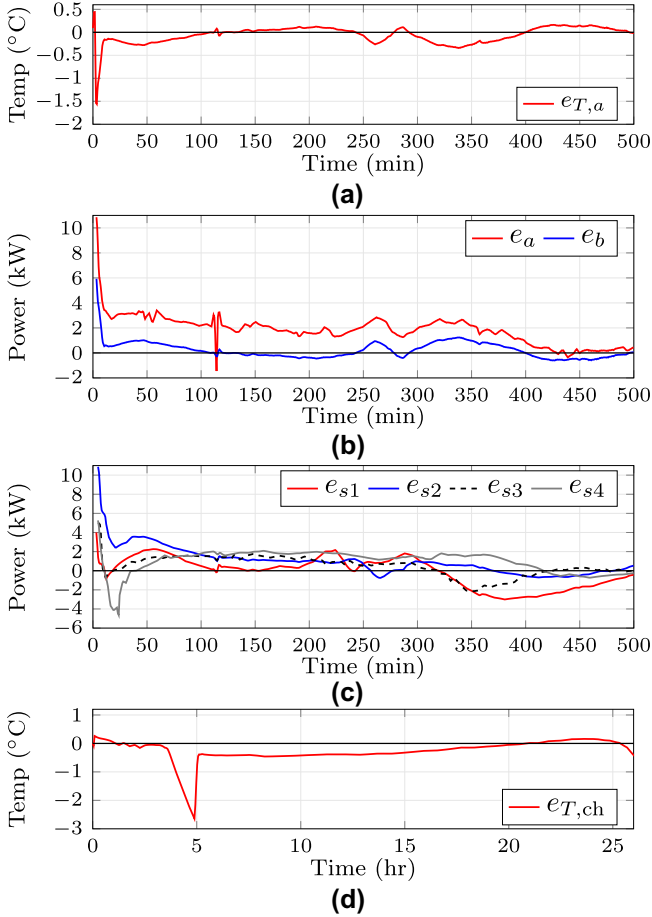 0.5
0
−0.5
−1
−1.5
−2
Temp (°C)
e_{T,a}
0 50 100 150 200 250 300 350 400 450 500
Time (min)
(a)
10
8
6
4
2
0
−2
Power (kW)
e_a e_b
0 50 100 150 200 250 300 350 400 450 500
Time (min)
(b)
10
8
6
4
2
0
−2
−4
−6
Power (kW)
e_{s1} e_{s2} e_{s3} e_{s4}
0 50 100 150 200 250 300 350 400 450 500
Time (min)
(c)
1
0
−1
−2
−3
Temp (°C)
e_{T,ch}
0 5 10 15 20 25
Time (hr)
(d)